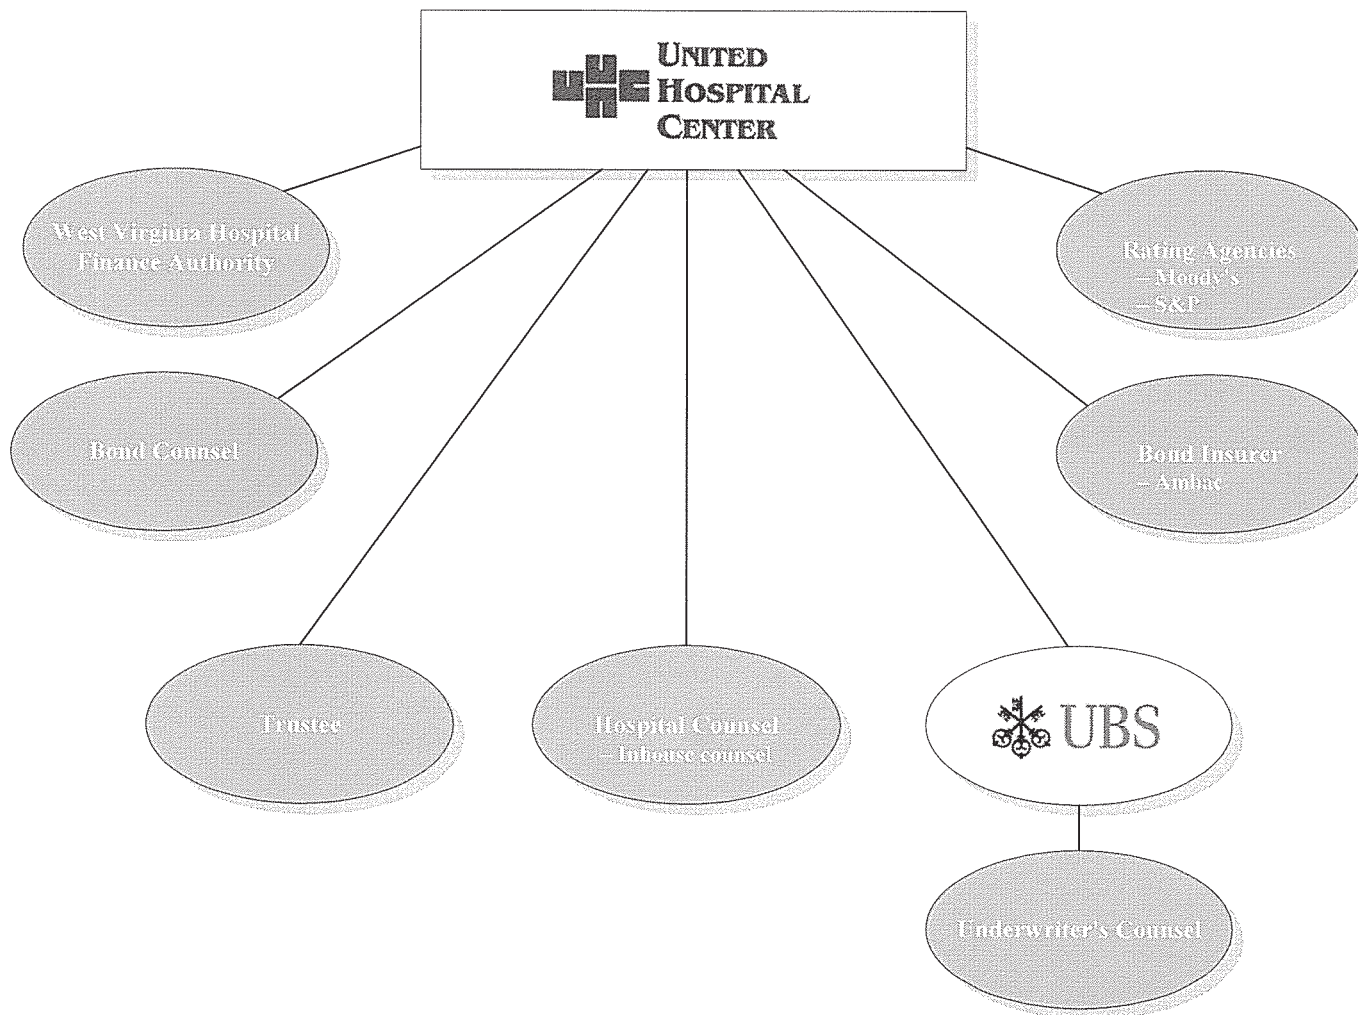 UUHC
UNITED
HOSPITAL
CENTER
West Virginia Hospital
Finance Authority
Rating Agencies
– Moody's
– S&P
Bond Counsel
Bond Insurer
– Ambac
Trustee
Hospital Counsel
– Inhouse counsel
UBS
Underwriter's Counsel